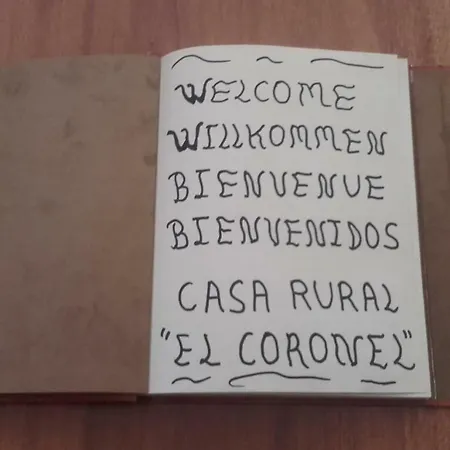 WELCOME
WILLKOMMEN
BIENVENUE
BIENVENIDOS
CASA RURAL
"EL CORONEL"